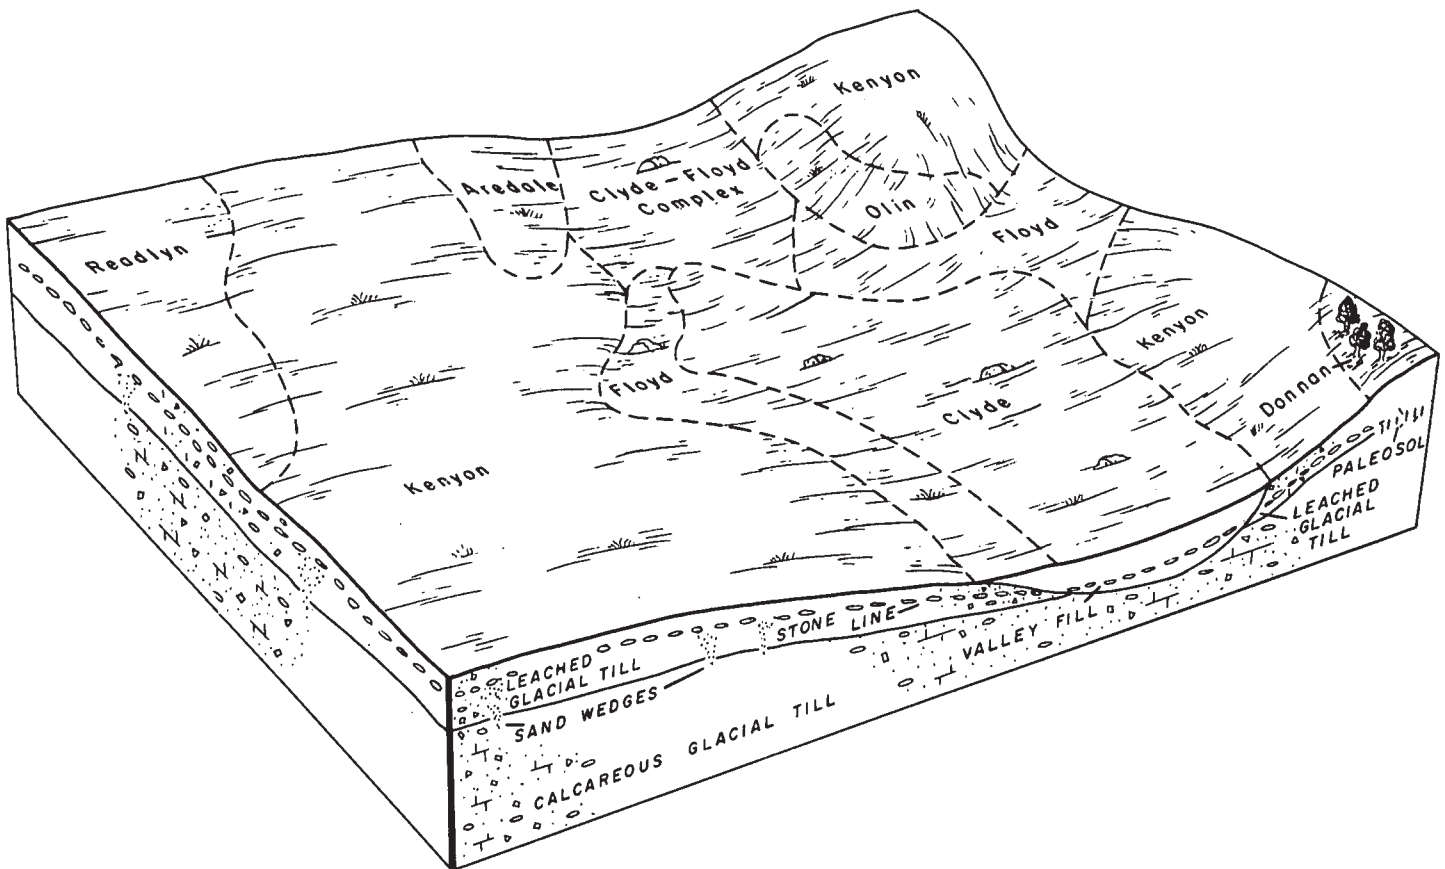 Kenyon
Aredale
Clyde-Floyd
Complex
Olin
Floyd
Readlyn
Kenyon
Floyd
Clyde
Donnan
Kenyon
PALEOSOL
LEACHED
GLACIAL
TILL
STONE LINE
VALLEY FILL
LEACHED
GLACIAL TILL
SAND WEDGES
CALCAREOUS GLACIAL TILL